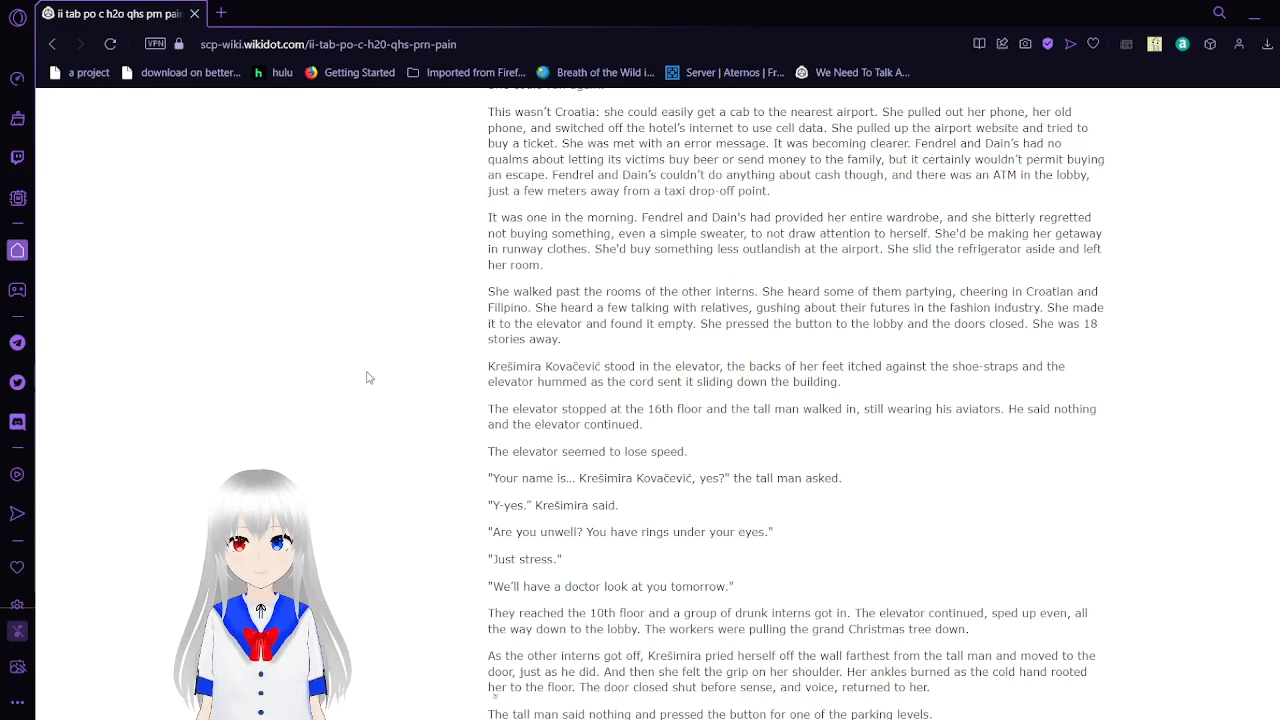 ii tab po c h2o qhs prn pain
VPN
scp-wiki.wikidot.com/ii-tab-po-c-h20-qhs-prn-pain
a project
download on better...
hulu
Getting Started
Imported from Firef...
Breath of the Wild i...
Server | Aternos | Fr...
We Need To Talk A...
This wasn’t Croatia: she could easily get a cab to the nearest airport. She pulled out her phone, her old
phone, and switched off the hotel’s internet to use cell data. She pulled up the airport website and tried to
buy a ticket. She was met with an error message. It was becoming clearer. Fendrel and Dain’s had no
qualms about letting its victims buy beer or send money to the family, but it certainly wouldn’t permit buying
an escape. Fendrel and Dain’s couldn’t do anything about cash though, and there was an ATM in the lobby,
just a few meters away from a taxi drop-off point.
It was one in the morning. Fendrel and Dain's had provided her entire wardrobe, and she bitterly regretted
not buying something, even a simple sweater, to not draw attention to herself. She'd be making her getaway
in runway clothes. She'd buy something less outlandish at the airport. She slid the refrigerator aside and left
her room.
She walked past the rooms of the other interns. She heard some of them partying, cheering in Croatian and
Filipino. She heard a few talking with relatives, gushing about their futures in the fashion industry. She made
it to the elevator and found it empty. She pressed the button to the lobby and the doors closed. She was 18
stories away.
Krešimira Kovačević stood in the elevator, the backs of her feet itched against the shoe-straps and the
elevator hummed as the cord sent it sliding down the building.
The elevator stopped at the 16th floor and the tall man walked in, still wearing his aviators. He said nothing
and the elevator continued.
The elevator seemed to lose speed.
"Your name is… Krešimira Kovačević, yes?" the tall man asked.
"Y-yes.” Krešimira said.
"Are you unwell? You have rings under your eyes."
"Just stress."
"We’ll have a doctor look at you tomorrow."
They reached the 10th floor and a group of drunk interns got in. The elevator continued, sped up even, all
the way down to the lobby. The workers were pulling the grand Christmas tree down.
As the other interns got off, Krešimira pried herself off the wall farthest from the tall man and moved to the
door, just as he did. And then she felt the grip on her shoulder. Her ankles burned as the cold hand rooted
her to the floor. The door closed shut before sense, and voice, returned to her.
The tall man said nothing and pressed the button for one of the parking levels.